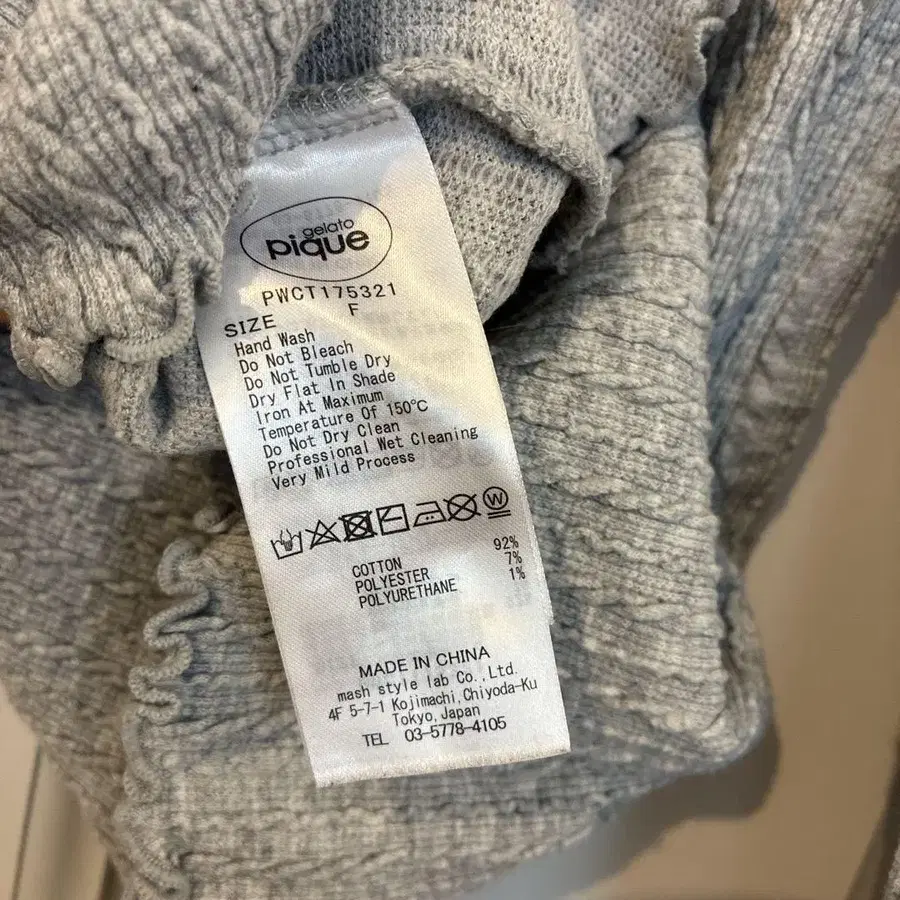 gelato
pique
PWCT175321
SIZE F
Hand Wash
Do Not Bleach
Do Not Tumble Dry
Dry Flat In Shade
Iron At Maximum
Temperature Of 150°C
Do Not Dry Clean
Professional Wet Cleaning
Very Mild Process
W
COTTON 92%
POLYESTER 7%
POLYURETHANE 1%
MADE IN CHINA
mash style lab Co.,Ltd.
4F 5-7-1 Kojimachi,Chiyoda-Ku
Tokyo,Japan
TEL 03-5778-4105